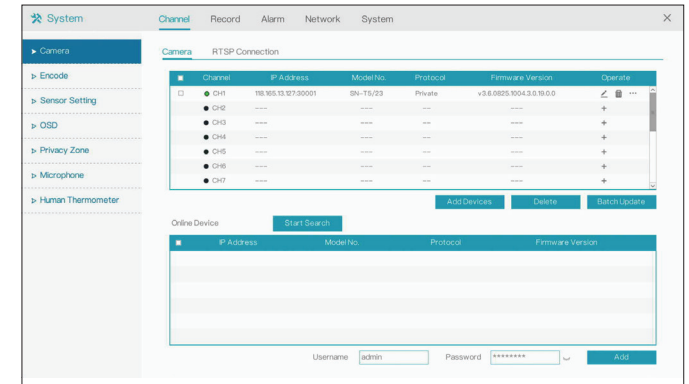 System Channel Record Alarm Network System ×
Camera
Encode
Sensor Setting
OSD
Privacy Zone
Microphone
Human Thermometer
Camera RTSP Connection
Channel IP Address Model No. Protocol Firmware Version Operate
CH1 118.165.13.127:30001 SN-T5/23 Private v3.6.0825.1004.3.0.19.0.0 ...
CH2 --- --- -- --- +
CH3 --- --- -- --- +
CH4 --- --- -- --- +
CH5 --- --- -- --- +
CH6 --- --- -- --- +
CH7 --- --- -- --- +
Add Devices Delete Batch Update
Online Device Start Search
IP Address Model No. Protocol Firmware Version
Username admin Password ******** Add